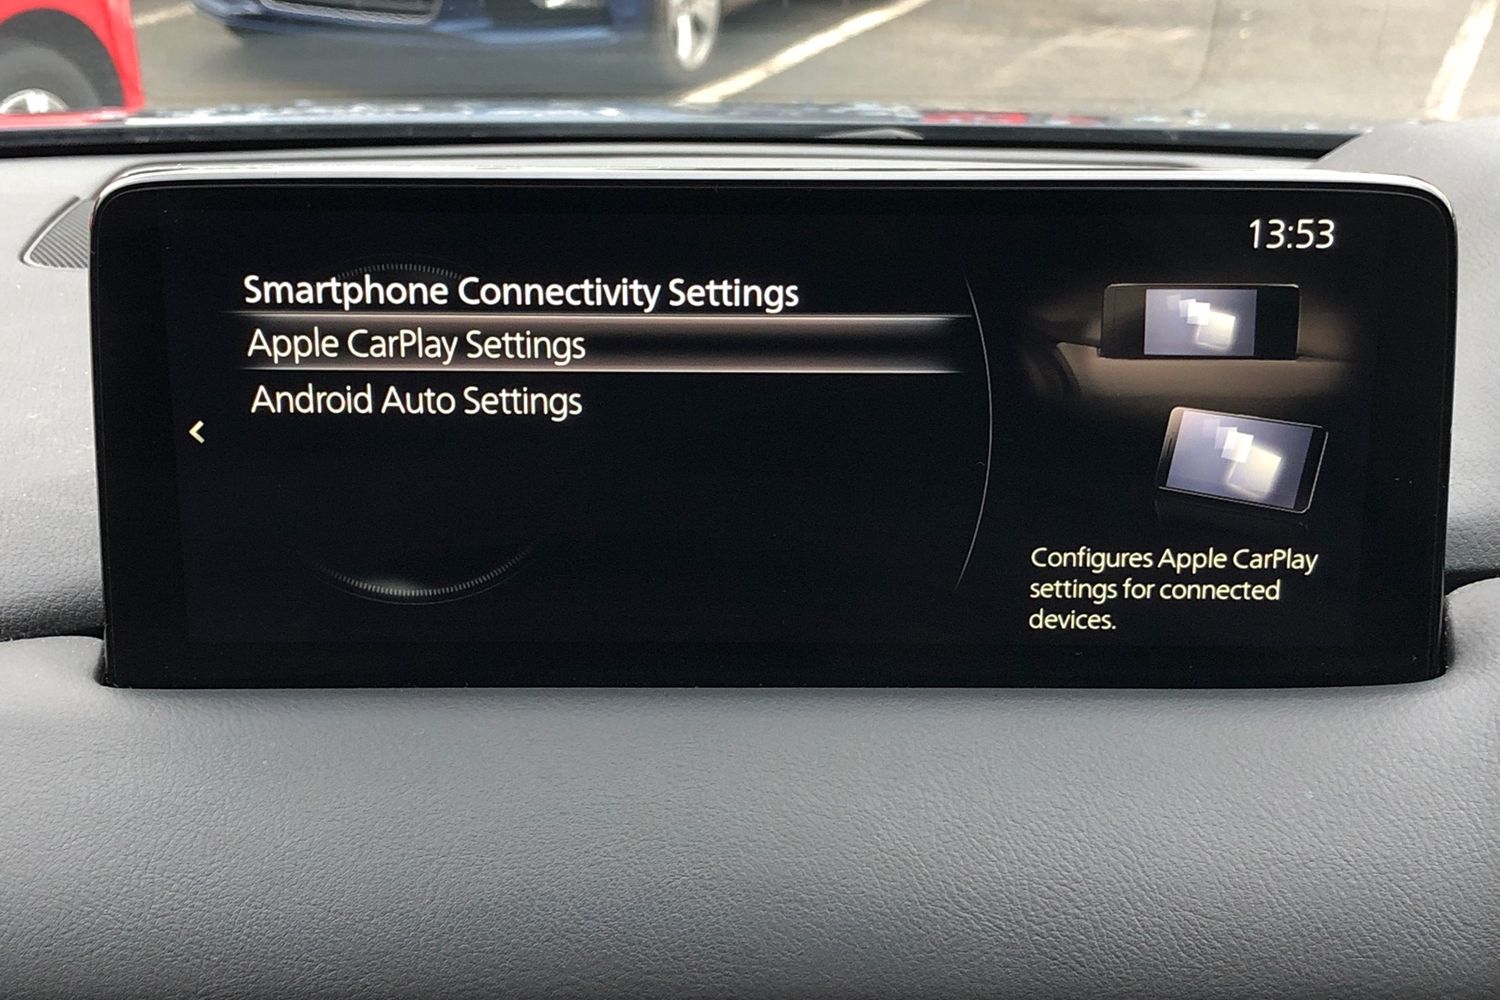 13:53
Smartphone Connectivity Settings
Apple CarPlay Settings
Android Auto Settings
Configures Apple CarPlay
settings for connected
devices.